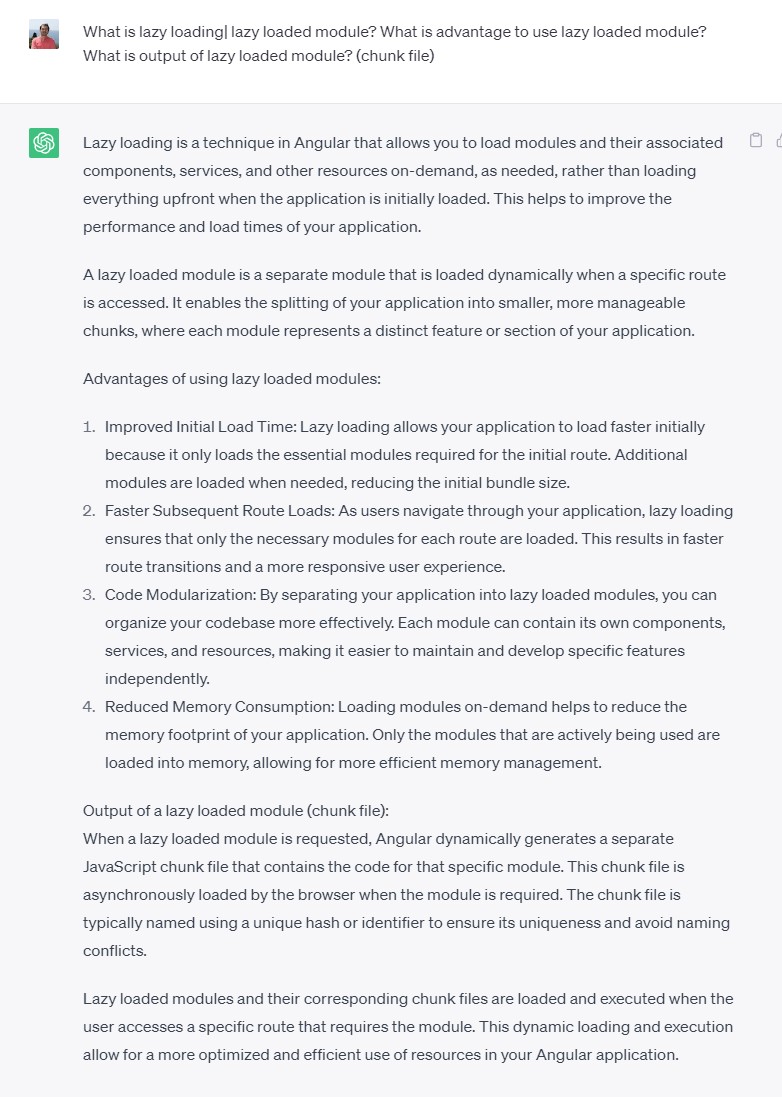 What is lazy loading| lazy loaded module? What is advantage to use lazy loaded module?
What is output of lazy loaded module? (chunk file)
Lazy loading is a technique in Angular that allows you to load modules and their associated
components, services, and other resources on-demand, as needed, rather than loading
everything upfront when the application is initially loaded. This helps to improve the
performance and load times of your application.
A lazy loaded module is a separate module that is loaded dynamically when a specific route
is accessed. It enables the splitting of your application into smaller, more manageable
chunks, where each module represents a distinct feature or section of your application.
Advantages of using lazy loaded modules:
1. Improved Initial Load Time: Lazy loading allows your application to load faster initially
because it only loads the essential modules required for the initial route. Additional
modules are loaded when needed, reducing the initial bundle size.
2. Faster Subsequent Route Loads: As users navigate through your application, lazy loading
ensures that only the necessary modules for each route are loaded. This results in faster
route transitions and a more responsive user experience.
3. Code Modularization: By separating your application into lazy loaded modules, you can
organize your codebase more effectively. Each module can contain its own components,
services, and resources, making it easier to maintain and develop specific features
independently.
4. Reduced Memory Consumption: Loading modules on-demand helps to reduce the
memory footprint of your application. Only the modules that are actively being used are
loaded into memory, allowing for more efficient memory management.
Output of a lazy loaded module (chunk file):
When a lazy loaded module is requested, Angular dynamically generates a separate
JavaScript chunk file that contains the code for that specific module. This chunk file is
asynchronously loaded by the browser when the module is required. The chunk file is
typically named using a unique hash or identifier to ensure its uniqueness and avoid naming
conflicts.
Lazy loaded modules and their corresponding chunk files are loaded and executed when the
user accesses a specific route that requires the module. This dynamic loading and execution
allow for a more optimized and efficient use of resources in your Angular application.